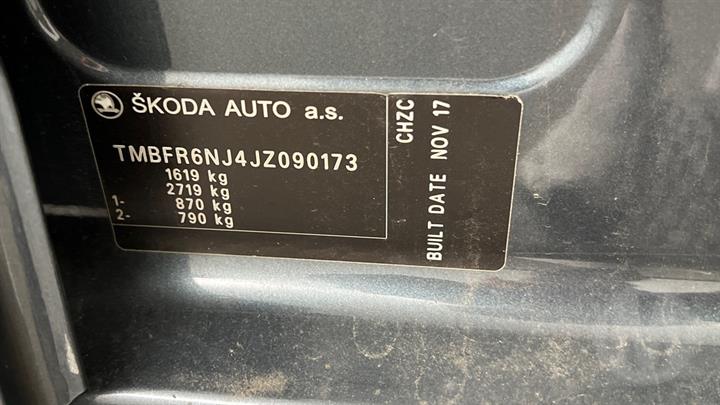 ŠKODA AUTO a.s.
TMBFR6NJ4JZ090173
1619 kg
2719 kg
1- 870 kg
2- 790 kg
CHZC
BUILT DATE NOV 17